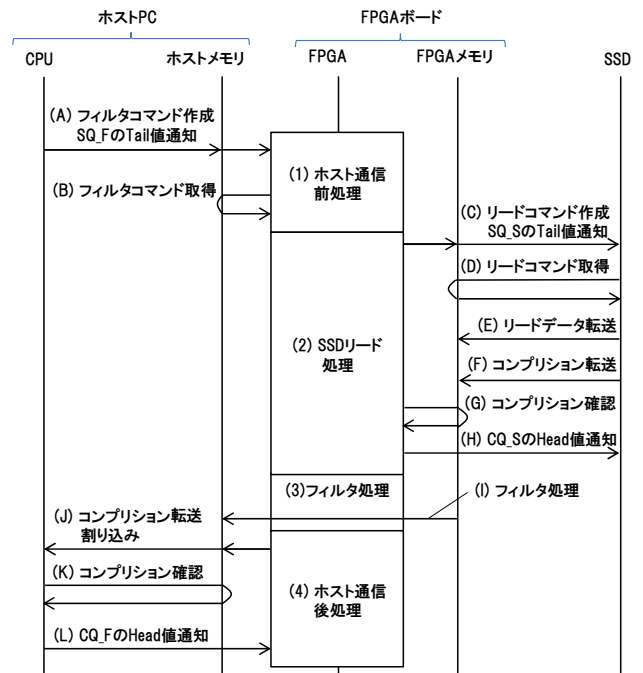 ホストPC
FPGAボード
CPU
ホストメモリ
FPGA
FPGAメモリ
SSD
(A) フィルタコマンド作成
SQ_FのTail値通知
(1) ホスト通信
前処理
(B) フィルタコマンド取得
(C) リードコマンド作成
SQ_SのTail値通知
(D) リードコマンド取得
(E) リードデータ転送
(2) SSDリード
処理
(F) コンプリション転送
(G) コンプリション確認
(H) CQ_SのHead値通知
(3)フィルタ処理
(I) フィルタ処理
(J) コンプリション転送
割り込み
(K) コンプリション確認
(4) ホスト通信
後処理
(L) CQ_FのHead値通知